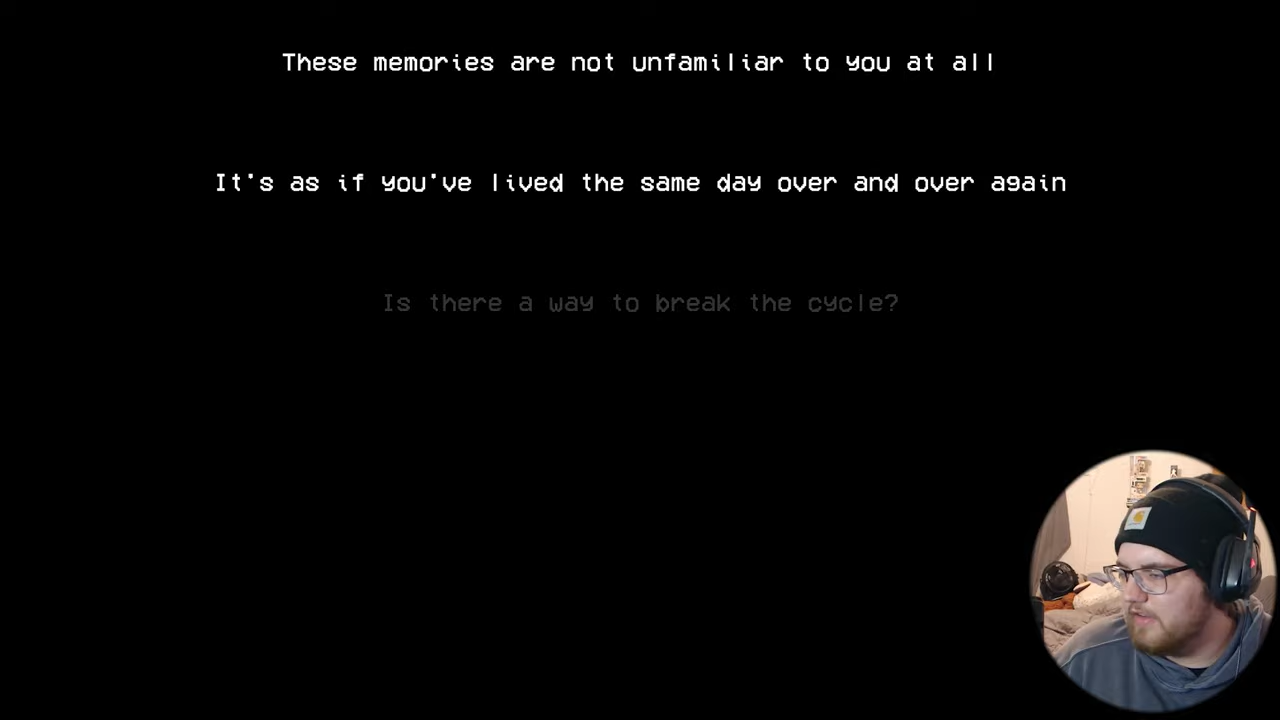 These memories are not unfamiliar to you at all
It's as if you've lived the same day over and over again
Is there a way to break the cycle?